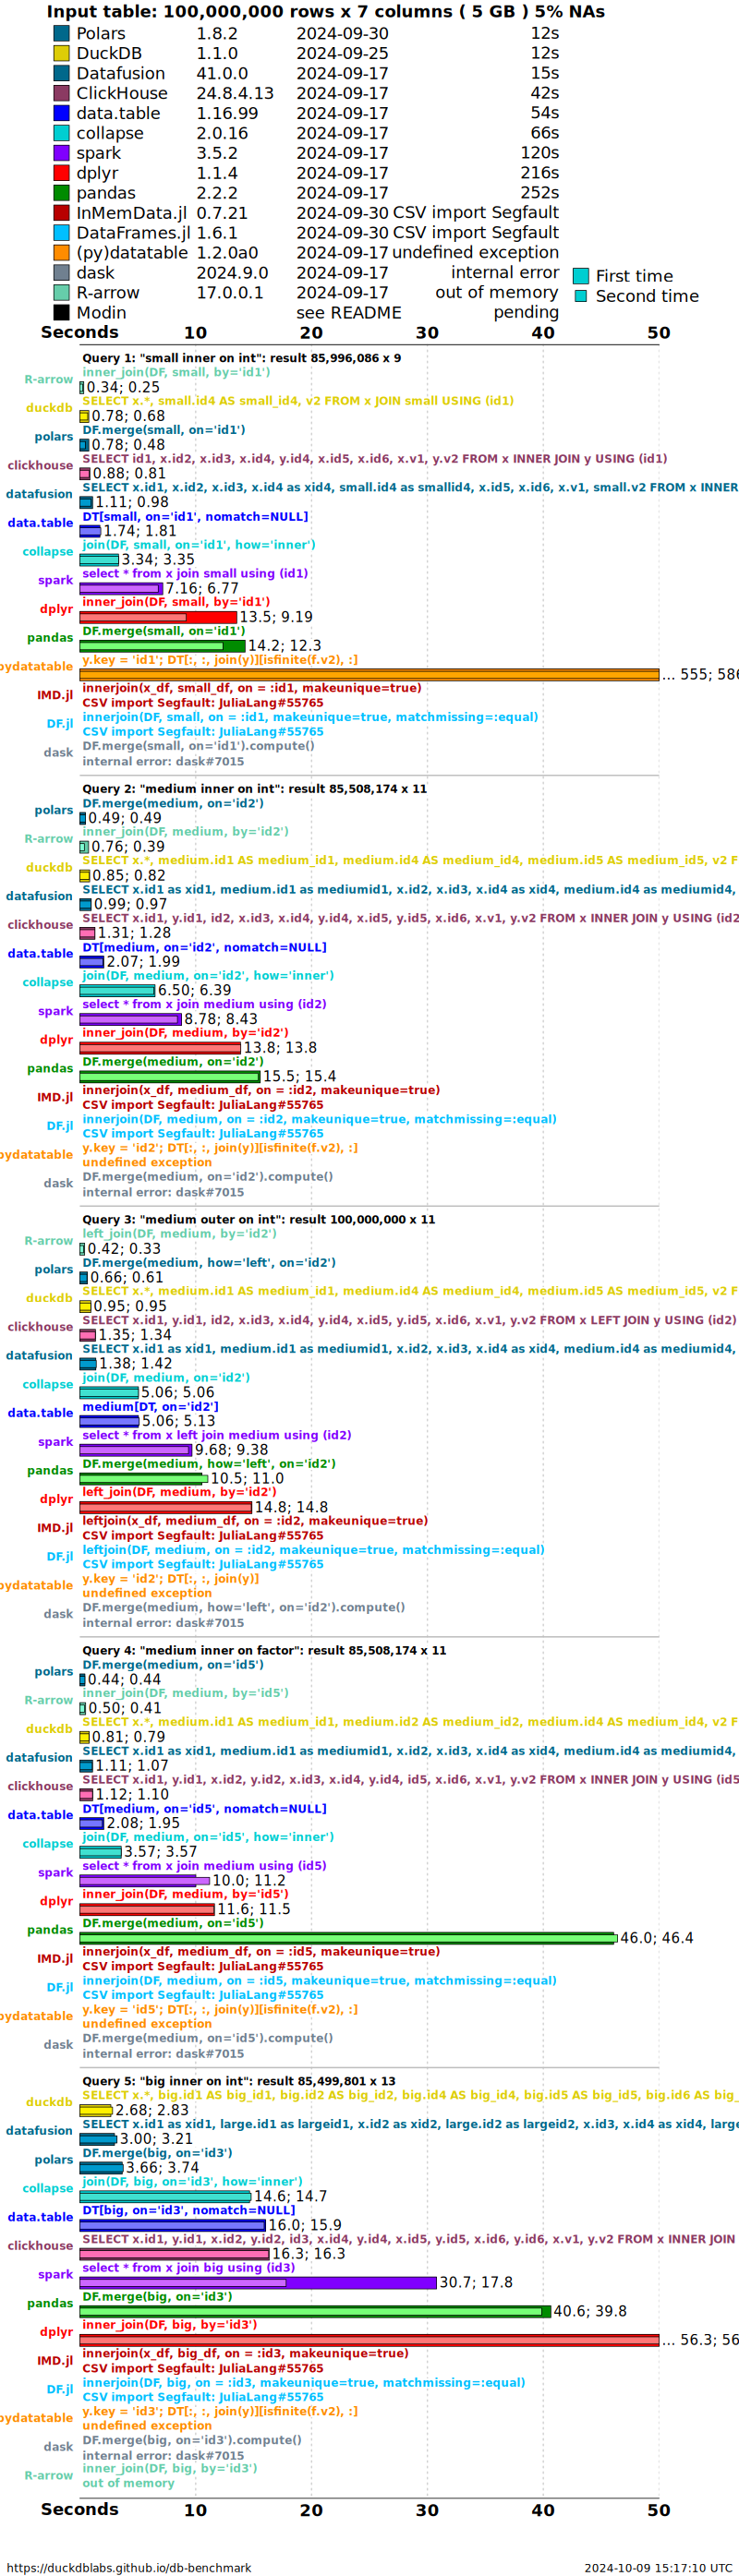 Input table: 100,000,000 rows x 7 columns ( 5 GB ) 5% NAs
Polars 1.8.2 2024-09-30 12s
DuckDB 1.1.0 2024-09-25 12s
Datafusion 41.0.0 2024-09-17 15s
ClickHouse 24.8.4.13 2024-09-17 42s
data.table 1.16.99 2024-09-17 54s
collapse 2.0.16 2024-09-17 66s
spark 3.5.2 2024-09-17 120s
dplyr 1.1.4 2024-09-17 216s
pandas 2.2.2 2024-09-17 252s
InMemData.jl 0.7.21 2024-09-30 CSV import Segfault
DataFrames.jl 1.6.1 2024-09-30 CSV import Segfault
(py)datatable 1.2.0a0 2024-09-17 undefined exception
dask 2024.9.0 2024-09-17 internal error
R-arrow 17.0.0.1 2024-09-17 out of memory
Modin see README pending
First time
Second time
Seconds 10 20 30 40 50
Query 1: "small inner on int": result 85,996,086 x 9
inner_join(DF, small, by='id1')
R-arrow
0.34; 0.25
SELECT x.*, small.id4 AS small_id4, v2 FROM x JOIN small USING (id1)
duckdb
0.78; 0.68
DF.merge(small, on='id1')
polars
0.78; 0.48
SELECT id1, x.id2, x.id3, x.id4, y.id4, x.id5, x.id6, x.v1, y.v2 FROM x INNER JOIN y USING (id1)
clickhouse
0.88; 0.81
SELECT x.id1, x.id2, x.id3, x.id4 as xid4, small.id4 as smallid4, x.id5, x.id6, x.v1, small.v2 FROM x INNER
datafusion
1.11; 0.98
DT[small, on='id1', nomatch=NULL]
data.table
1.74; 1.81
join(DF, small, on='id1', how='inner')
collapse
3.34; 3.35
select * from x join small using (id1)
spark
7.16; 6.77
inner_join(DF, small, by='id1')
dplyr
13.5; 9.19
DF.merge(small, on='id1')
pandas
14.2; 12.3
y.key = 'id1'; DT[:, :, join(y)][isfinite(f.v2), :]
pydatatable
... 555; 586
innerjoin(x_df, small_df, on = :id1, makeunique=true)
IMD.jl
CSV import Segfault: JuliaLang#55765
innerjoin(DF, small, on = :id1, makeunique=true, matchmissing=:equal)
DF.jl
CSV import Segfault: JuliaLang#55765
DF.merge(small, on='id1').compute()
dask
internal error: dask#7015
Query 2: "medium inner on int": result 85,508,174 x 11
DF.merge(medium, on='id2')
polars
0.49; 0.49
inner_join(DF, medium, by='id2')
R-arrow
0.76; 0.39
SELECT x.*, medium.id1 AS medium_id1, medium.id4 AS medium_id4, medium.id5 AS medium_id5, v2 F
duckdb
0.85; 0.82
SELECT x.id1 as xid1, medium.id1 as mediumid1, x.id2, x.id3, x.id4 as xid4, medium.id4 as mediumid4,
datafusion
0.99; 0.97
SELECT x.id1, y.id1, id2, x.id3, x.id4, y.id4, x.id5, y.id5, x.id6, x.v1, y.v2 FROM x INNER JOIN y USING (id2
clickhouse
1.31; 1.28
DT[medium, on='id2', nomatch=NULL]
data.table
2.07; 1.99
join(DF, medium, on='id2', how='inner')
collapse
6.50; 6.39
select * from x join medium using (id2)
spark
8.78; 8.43
inner_join(DF, medium, by='id2')
dplyr
13.8; 13.8
DF.merge(medium, on='id2')
pandas
15.5; 15.4
innerjoin(x_df, medium_df, on = :id2, makeunique=true)
IMD.jl
CSV import Segfault: JuliaLang#55765
innerjoin(DF, medium, on = :id2, makeunique=true, matchmissing=:equal)
DF.jl
CSV import Segfault: JuliaLang#55765
y.key = 'id2'; DT[:, :, join(y)][isfinite(f.v2), :]
pydatatable
undefined exception
DF.merge(medium, on='id2').compute()
dask
internal error: dask#7015
Query 3: "medium outer on int": result 100,000,000 x 11
left_join(DF, medium, by='id2')
R-arrow
0.42; 0.33
DF.merge(medium, how='left', on='id2')
polars
0.66; 0.61
SELECT x.*, medium.id1 AS medium_id1, medium.id4 AS medium_id4, medium.id5 AS medium_id5, v2 F
duckdb
0.95; 0.95
SELECT x.id1, y.id1, id2, x.id3, x.id4, y.id4, x.id5, y.id5, x.id6, x.v1, y.v2 FROM x LEFT JOIN y USING (id2)
clickhouse
1.35; 1.34
SELECT x.id1 as xid1, medium.id1 as mediumid1, x.id2, x.id3, x.id4 as xid4, medium.id4 as mediumid4,
datafusion
1.38; 1.42
join(DF, medium, on='id2')
collapse
5.06; 5.06
medium[DT, on='id2']
data.table
5.06; 5.13
select * from x left join medium using (id2)
spark
9.68; 9.38
DF.merge(medium, how='left', on='id2')
pandas
10.5; 11.0
left_join(DF, medium, by='id2')
dplyr
14.8; 14.8
leftjoin(x_df, medium_df, on = :id2, makeunique=true)
IMD.jl
CSV import Segfault: JuliaLang#55765
leftjoin(DF, medium, on = :id2, makeunique=true, matchmissing=:equal)
DF.jl
CSV import Segfault: JuliaLang#55765
y.key = 'id2'; DT[:, :, join(y)]
pydatatable
undefined exception
DF.merge(medium, how='left', on='id2').compute()
dask
internal error: dask#7015
Query 4: "medium inner on factor": result 85,508,174 x 11
DF.merge(medium, on='id5')
polars
0.44; 0.44
inner_join(DF, medium, by='id5')
R-arrow
0.50; 0.41
SELECT x.*, medium.id1 AS medium_id1, medium.id2 AS medium_id2, medium.id4 AS medium_id4, v2 F
duckdb
0.81; 0.79
SELECT x.id1 as xid1, medium.id1 as mediumid1, x.id2, x.id3, x.id4 as xid4, medium.id4 as mediumid4,
datafusion
1.11; 1.07
SELECT x.id1, y.id1, x.id2, y.id2, x.id3, x.id4, y.id4, id5, x.id6, x.v1, y.v2 FROM x INNER JOIN y USING (id5
clickhouse
1.12; 1.10
DT[medium, on='id5', nomatch=NULL]
data.table
2.08; 1.95
join(DF, medium, on='id5', how='inner')
collapse
3.57; 3.57
select * from x join medium using (id5)
spark
10.0; 11.2
inner_join(DF, medium, by='id5')
dplyr
11.6; 11.5
DF.merge(medium, on='id5')
pandas
46.0; 46.4
innerjoin(x_df, medium_df, on = :id5, makeunique=true)
IMD.jl
CSV import Segfault: JuliaLang#55765
innerjoin(DF, medium, on = :id5, makeunique=true, matchmissing=:equal)
DF.jl
CSV import Segfault: JuliaLang#55765
y.key = 'id5'; DT[:, :, join(y)][isfinite(f.v2), :]
pydatatable
undefined exception
DF.merge(medium, on='id5').compute()
dask
internal error: dask#7015
Query 5: "big inner on int": result 85,499,801 x 13
SELECT x.*, big.id1 AS big_id1, big.id2 AS big_id2, big.id4 AS big_id4, big.id5 AS big_id5, big.id6 AS big_
duckdb
2.68; 2.83
SELECT x.id1 as xid1, large.id1 as largeid1, x.id2 as xid2, large.id2 as largeid2, x.id3, x.id4 as xid4, large
datafusion
3.00; 3.21
DF.merge(big, on='id3')
polars
3.66; 3.74
join(DF, big, on='id3', how='inner')
collapse
14.6; 14.7
DT[big, on='id3', nomatch=NULL]
data.table
16.0; 15.9
SELECT x.id1, y.id1, x.id2, y.id2, id3, x.id4, y.id4, x.id5, y.id5, x.id6, y.id6, x.v1, y.v2 FROM x INNER JOIN
clickhouse
16.3; 16.3
select * from x join big using (id3)
spark
30.7; 17.8
DF.merge(big, on='id3')
pandas
40.6; 39.8
inner_join(DF, big, by='id3')
dplyr
... 56.3; 56
innerjoin(x_df, big_df, on = :id3, makeunique=true)
IMD.jl
CSV import Segfault: JuliaLang#55765
innerjoin(DF, big, on = :id3, makeunique=true, matchmissing=:equal)
DF.jl
CSV import Segfault: JuliaLang#55765
y.key = 'id3'; DT[:, :, join(y)][isfinite(f.v2), :]
pydatatable
undefined exception
DF.merge(big, on='id3').compute()
dask
internal error: dask#7015
inner_join(DF, big, by='id3')
R-arrow
out of memory
Seconds 10 20 30 40 50
https://duckdblabs.github.io/db-benchmark 2024-10-09 15:17:10 UTC